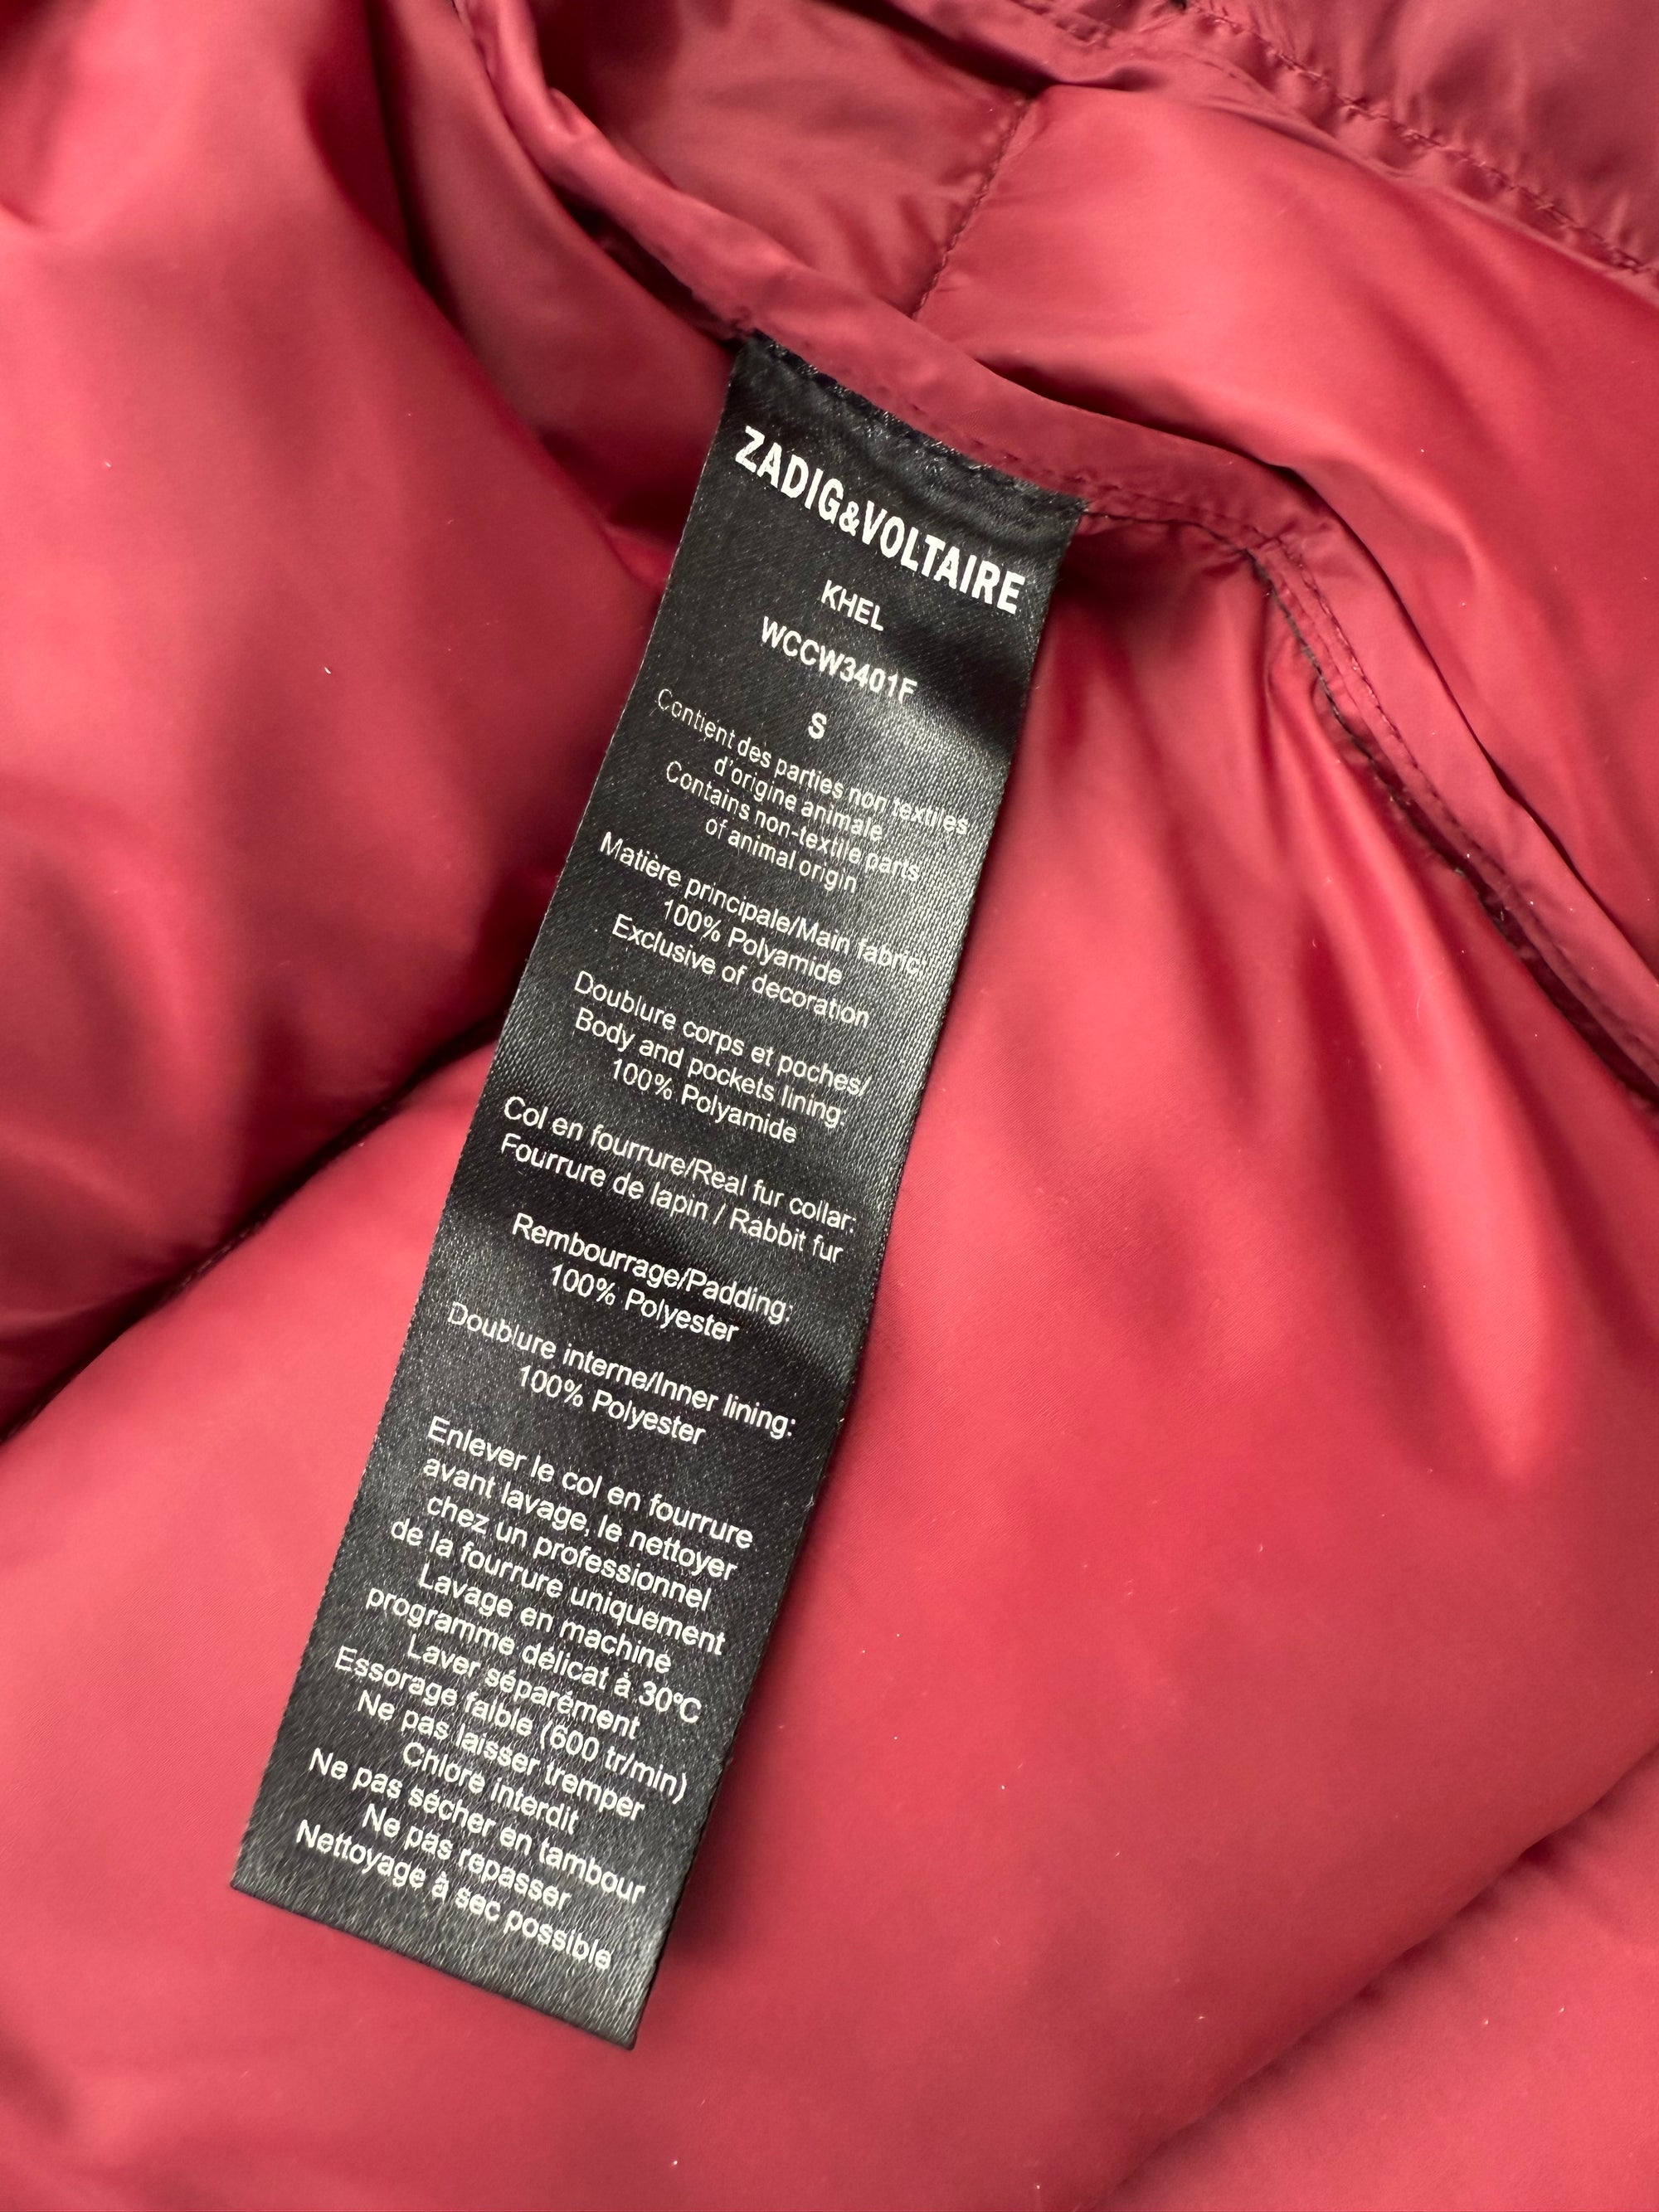 ZADIG&VOLTAIRE
KHEL
WCCW3401F
S
Contient des parties non textiles
d'origine animale
Contains non-textile parts
of animal origin
Matière principale/Main fabric:
100% Polyamide
Exclusive of decoration
Doublure corps et poches/
Body and pockets lining:
100% Polyamide
Col en fourrure/Real fur collar:
Fourrure de lapin / Rabbit fur
Rembourrage/Padding:
100% Polyester
Doublure interne/Inner lining:
100% Polyester
Enlever le col en fourrure
avant lavage, le nettoyer
chez un professionnel
de la fourrure uniquement
Lavage en machine
programme délicat à 30°C
Laver séparément
Essorage faible (600 tr/min)
Ne pas laisser tremper
Chlore interdit
Ne pas sécher en tambour
Ne pas repasser
Nettoyage à sec possible